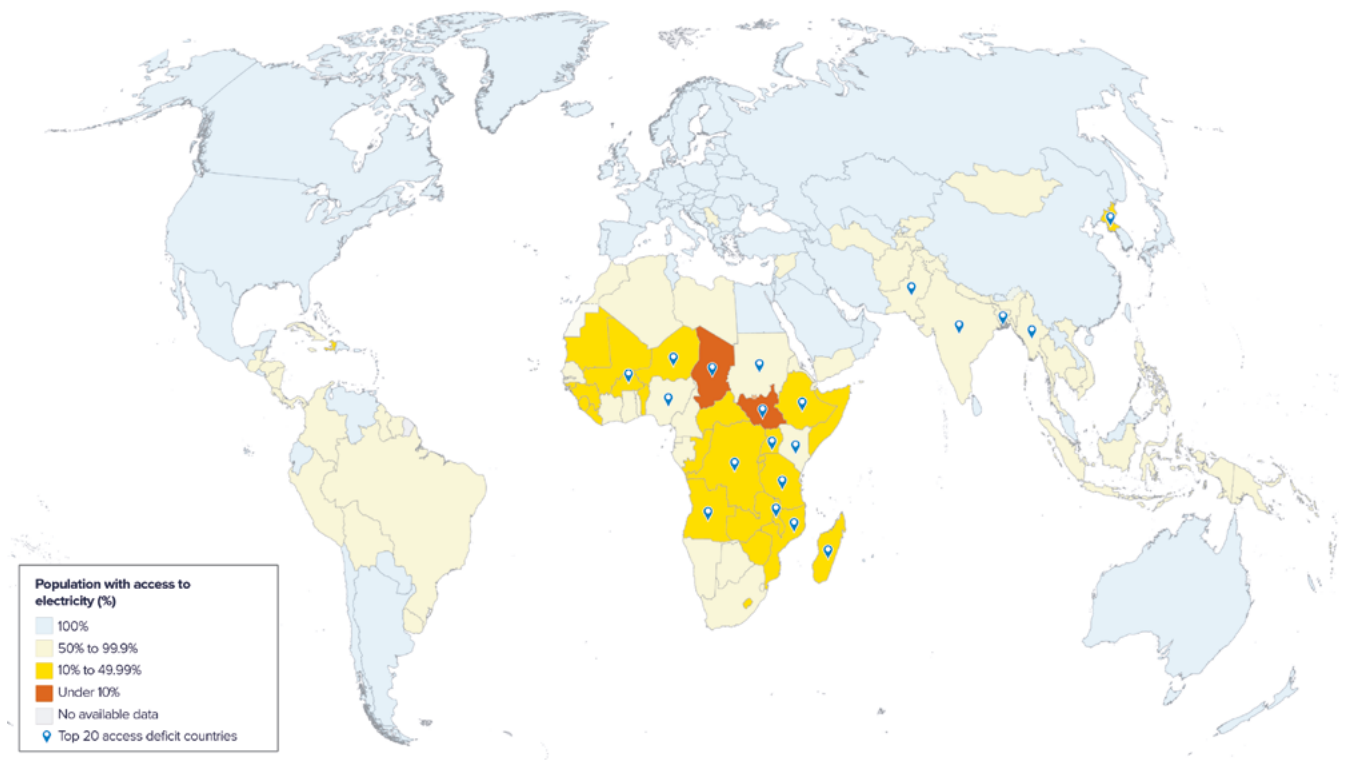 Population with access to
electricity (%)
100%
50% to 99.9%
10% to 49.99%
Under 10%
No available data
Top 20 access deficit countries